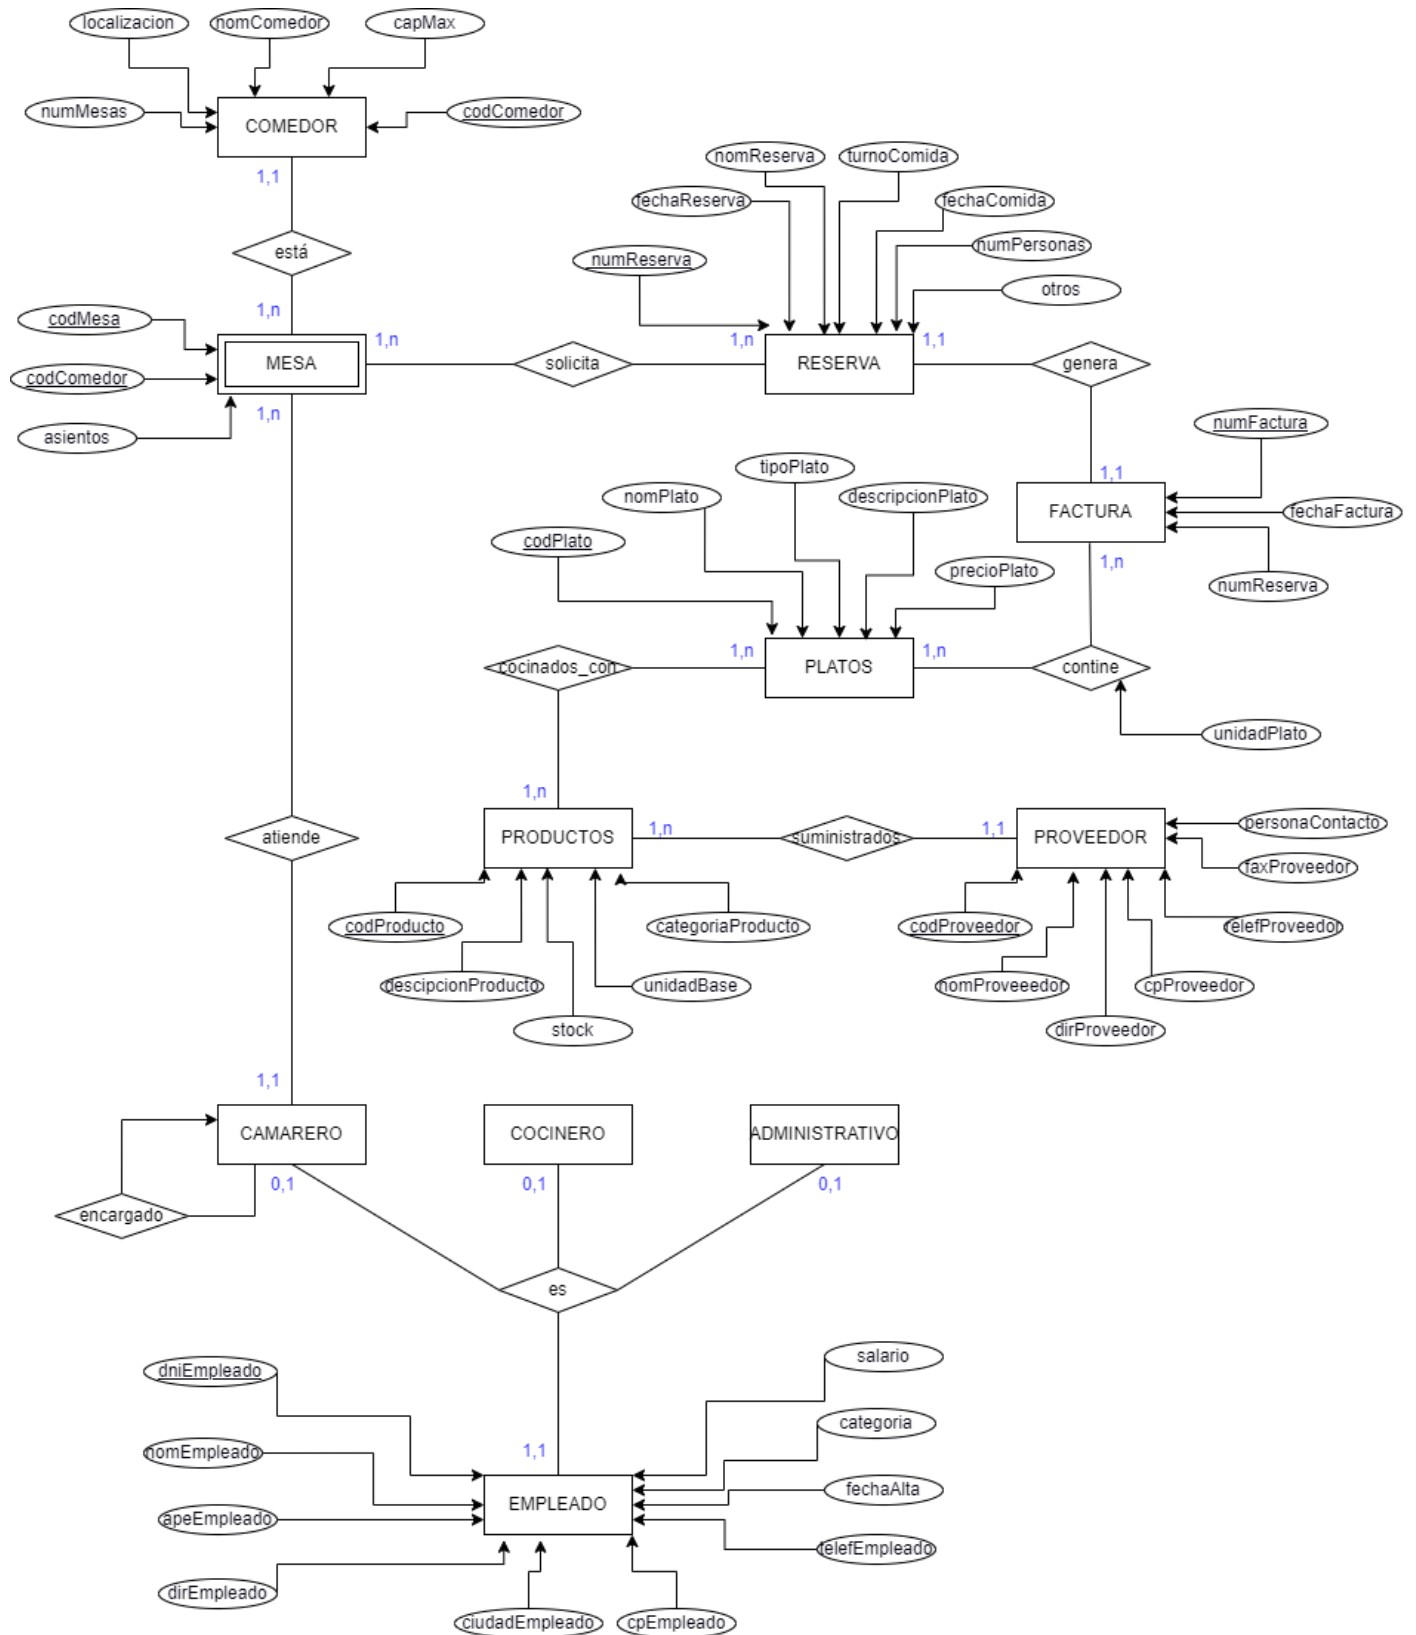 localizacion
nomComedor
capMax
numMesas
COMEDOR
codComedor
1,1
está
1,n
codMesa
codComedor
asientos
MESA
1,n
1,n
solicita
nomReserva
turnoComida
fechaReserva
fechaComida
numReserva
numPersonas
otros
1,n
RESERVA
1,1
genera
numFactura
1,1
FACTURA
fechaFactura
1,n
numReserva
tipoPlato
nomPlato
descripcionPlato
codPlato
precioPlato
cocinados_con
1,n
PLATOS
1,n
contine
unidadPlato
1,n
PRODUCTOS
1,n
suministrados
1,1
PROVEEDOR
personaContacto
faxProveedor
codProducto
categoriaProducto
codProveedor
telefProveedor
descipcionProducto
unidadBase
nomProveeedor
cpProveedor
stock
dirProveedor
atiende
1,1
CAMARERO
COCINERO
ADMINISTRATIVO
0,1
0,1
0,1
encargado
es
dniEmpleado
salario
categoria
1,1
nomEmpleado
fechaAlta
EMPLEADO
apeEmpleado
telefEmpleado
dirEmpleado
ciudadEmpleado
cpEmpleado